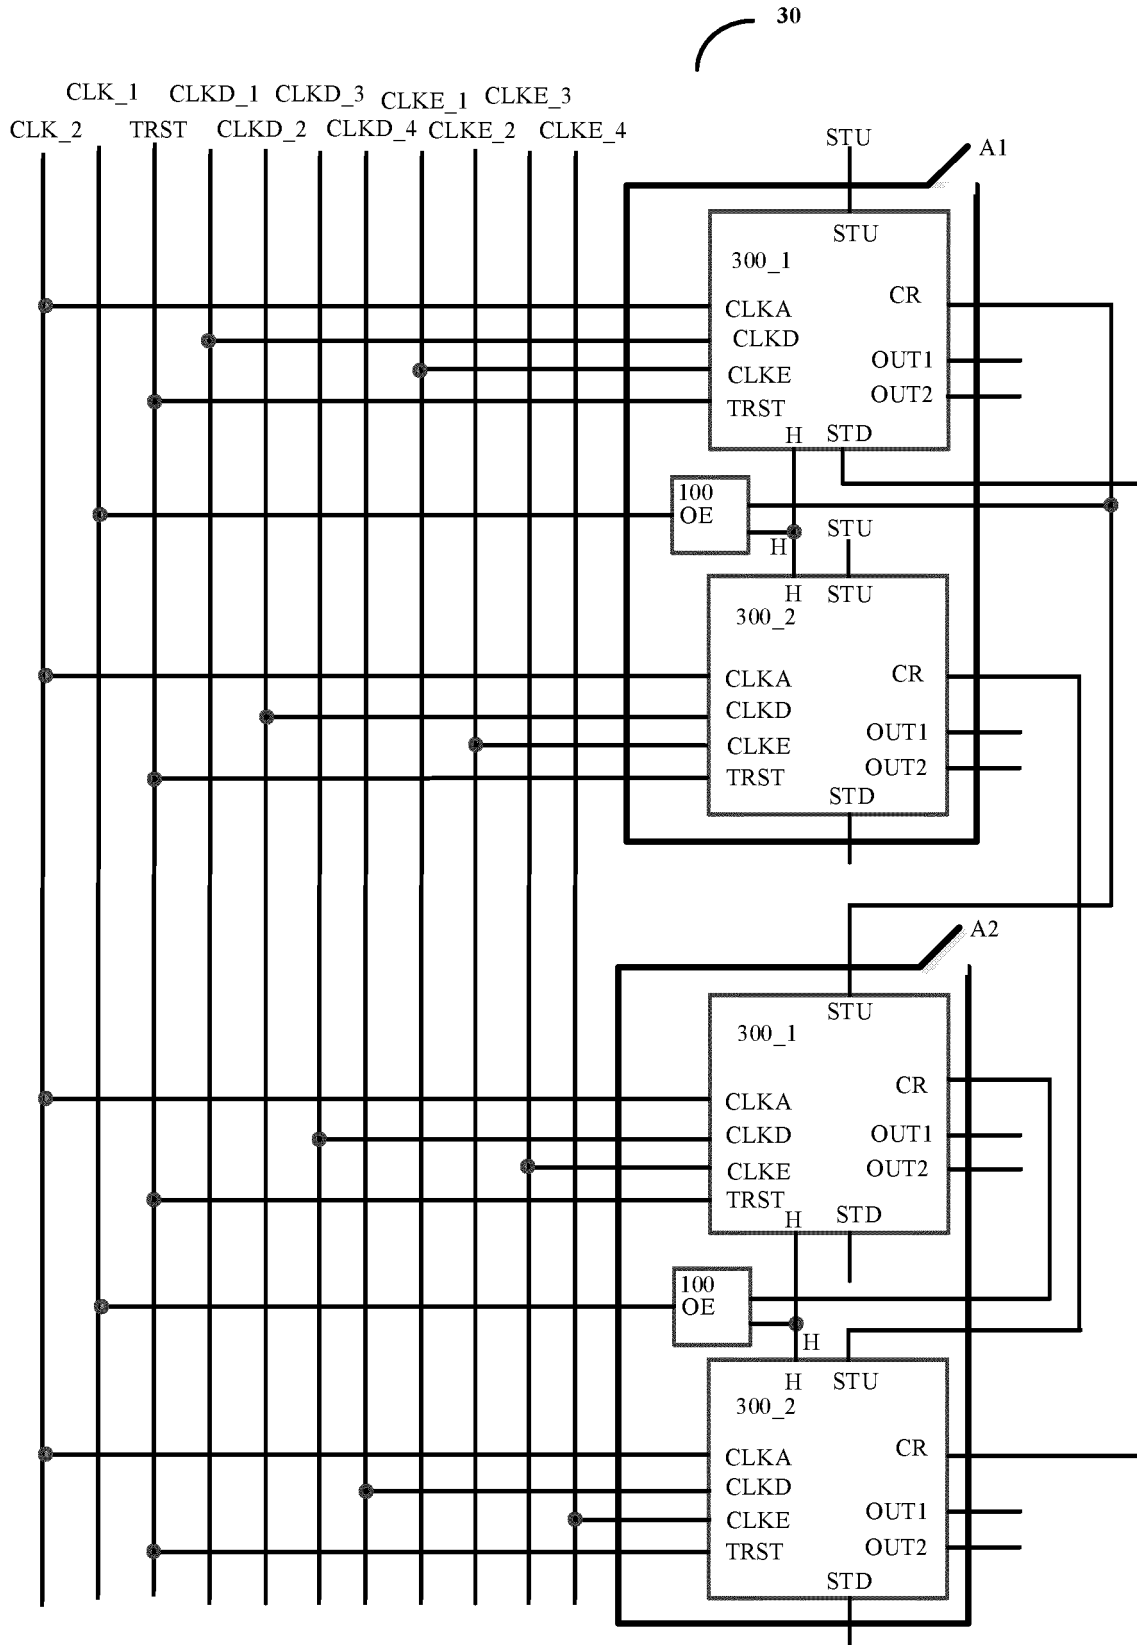 30
CLK_1 CLKD_1 CLKD_3 CLKE_1 CLKE_3
CLK_2 TRST CLKD_2 CLKD_4 CLKE_2 CLKE_4
STU
A1
STU
300_1
CR
CLKA
CLKD
CLKE
OUT1
TRST
OUT2
H STD
100
OE
H
STU
H STU
300_2
CLKA
CR
CLKD
CLKE
OUT1
TRST
OUT2
STD
A2
STU
300_1
CR
CLKA
CLKD
OUT1
CLKE
OUT2
TRST
H STD
100
OE
H
H STU
300_2
CLKA
CR
CLKD
CLKE
OUT1
TRST
OUT2
STD